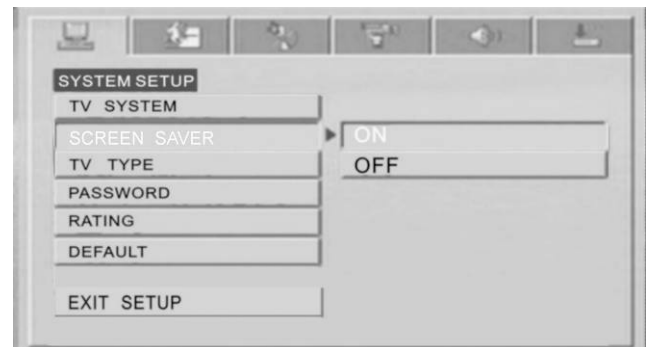 SYSTEM SETUP
TV SYSTEM
SCREEN SAVER
ON
TV TYPE
OFF
PASSWORD
RATING
DEFAULT
EXIT SETUP